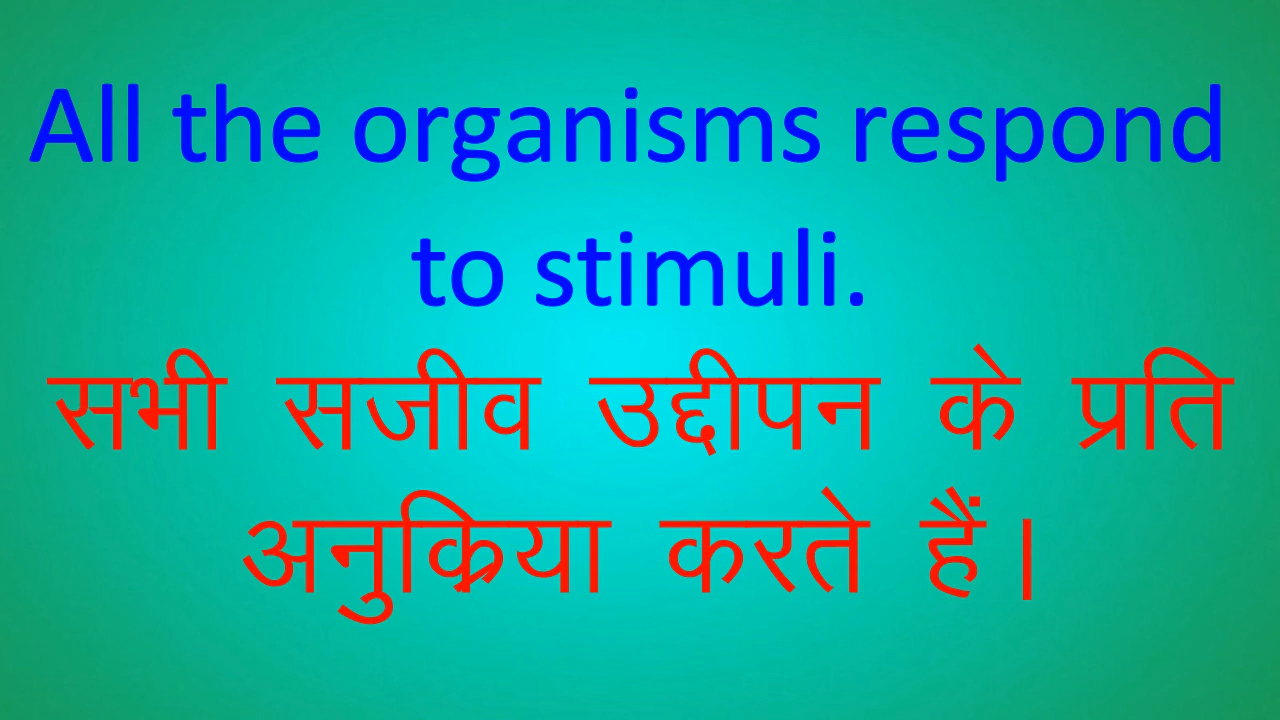 All the organisms respond
to stimuli.
सभी सजीव उद्दीपन के प्रति
अनुक्रिया करते हैं।